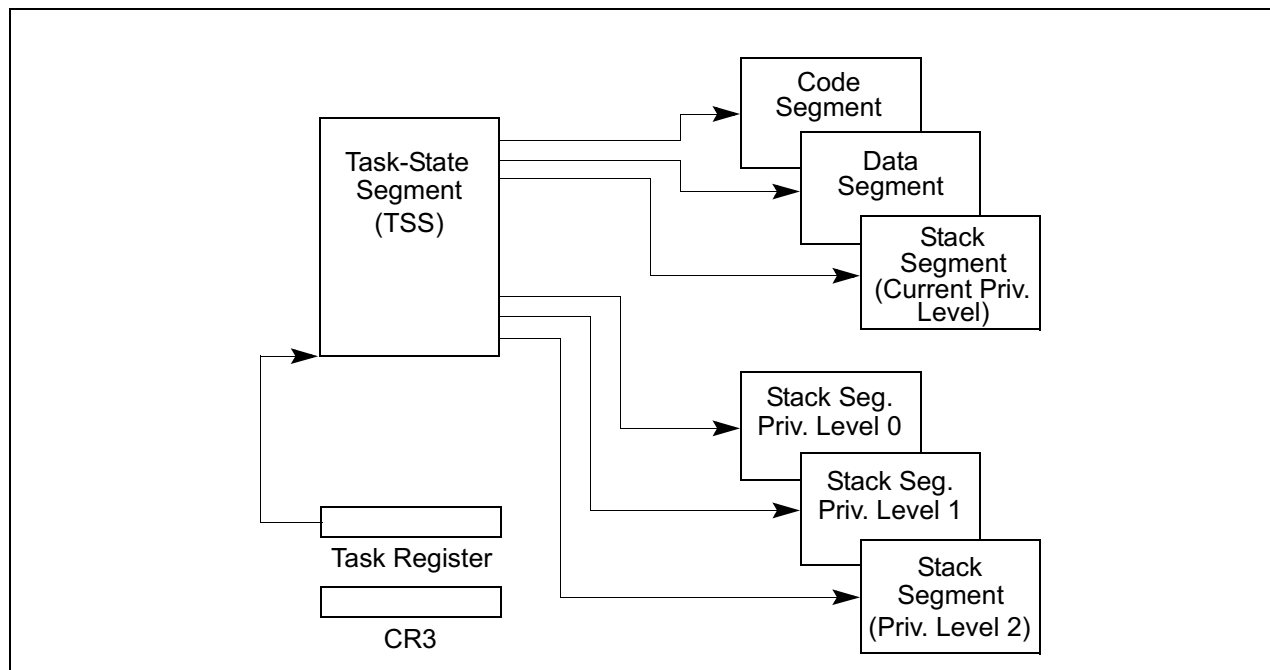 Task-State
Segment
(TSS)
Code
Segment
Data
Segment
Stack
Segment
(Current Priv.
Level)
Stack Seg.
Priv. Level 0
Stack Seg.
Priv. Level 1
Stack
Segment
(Priv. Level 2)
Task Register
CR3